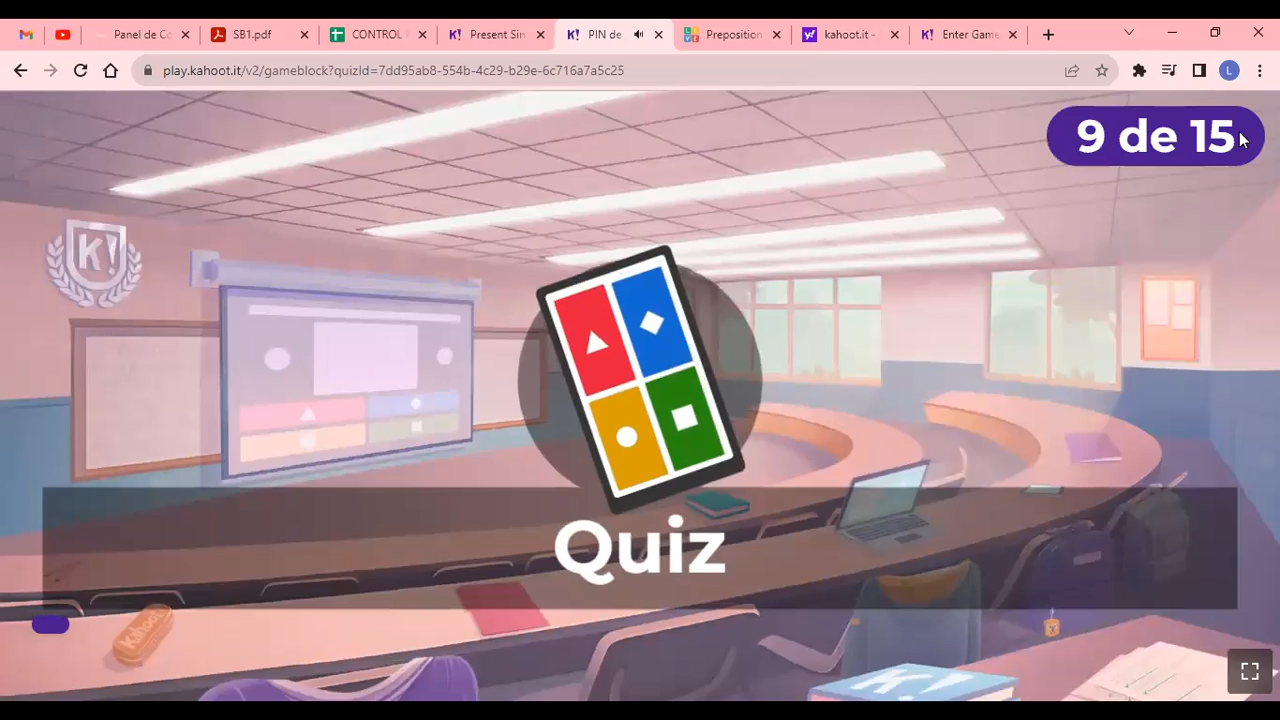 Panel de Co
SB1.pdf
CONTROL
Present Sin
PIN de
Preposition
kahoot.it -
Enter Game
play.kahoot.it/v2/gameblock?quizId=7dd95ab8-554b-4c29-b29e-6c716a7a5c25
L
9 de 15
K!
Quiz
Kahoot!
K!